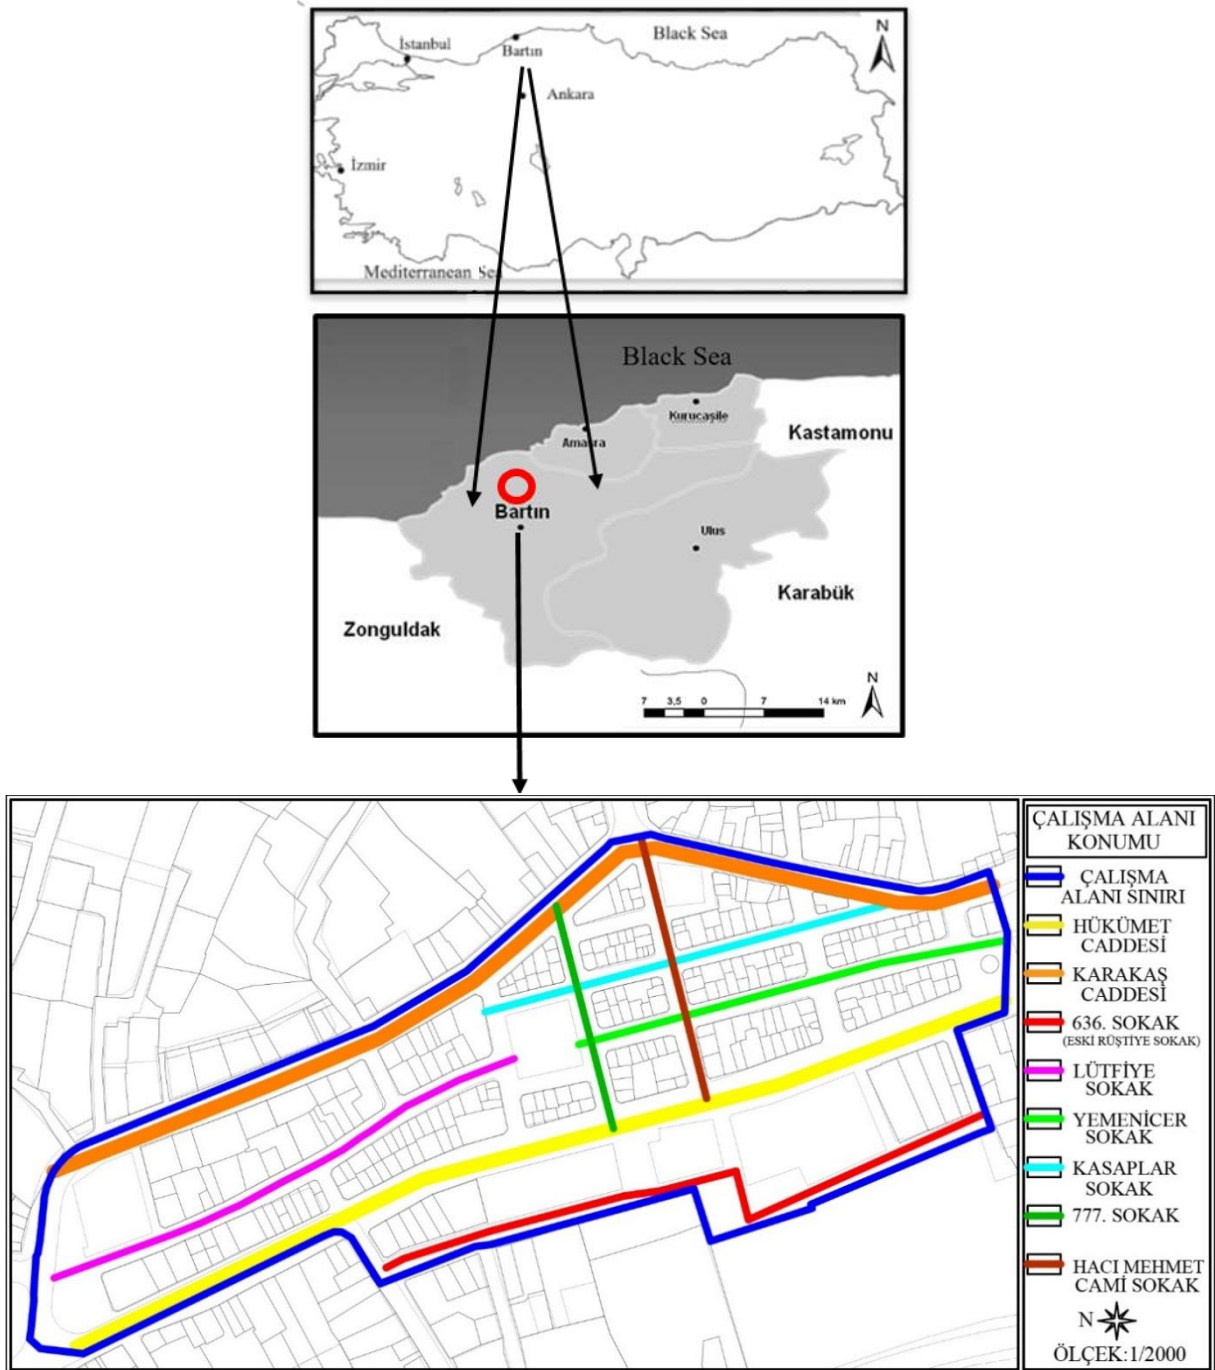 N
Black Sea
İstanbul
Bartın
Ankara
İzmir
Mediterranean Sea
Black Sea
Kurucaşile
Kastamonu
Amasra
Bartın
Ulus
Karabük
Zonguldak
N
7 3,5 0 7 14 km
ÇALIŞMA ALANI
KONUMU
ÇALIŞMA
ALANI SINIRI
HÜKÜMET
CADDESİ
KARAKAŞ
CADDESİ
636. SOKAK
(ESKİ RÜŞTİYE SOKAK)
LÜTFİYE
SOKAK
YEMENİCER
SOKAK
KASAPLAR
SOKAK
777. SOKAK
HACI MEHMET
CAMİ SOKAK
N
ÖLÇEK:1/2000